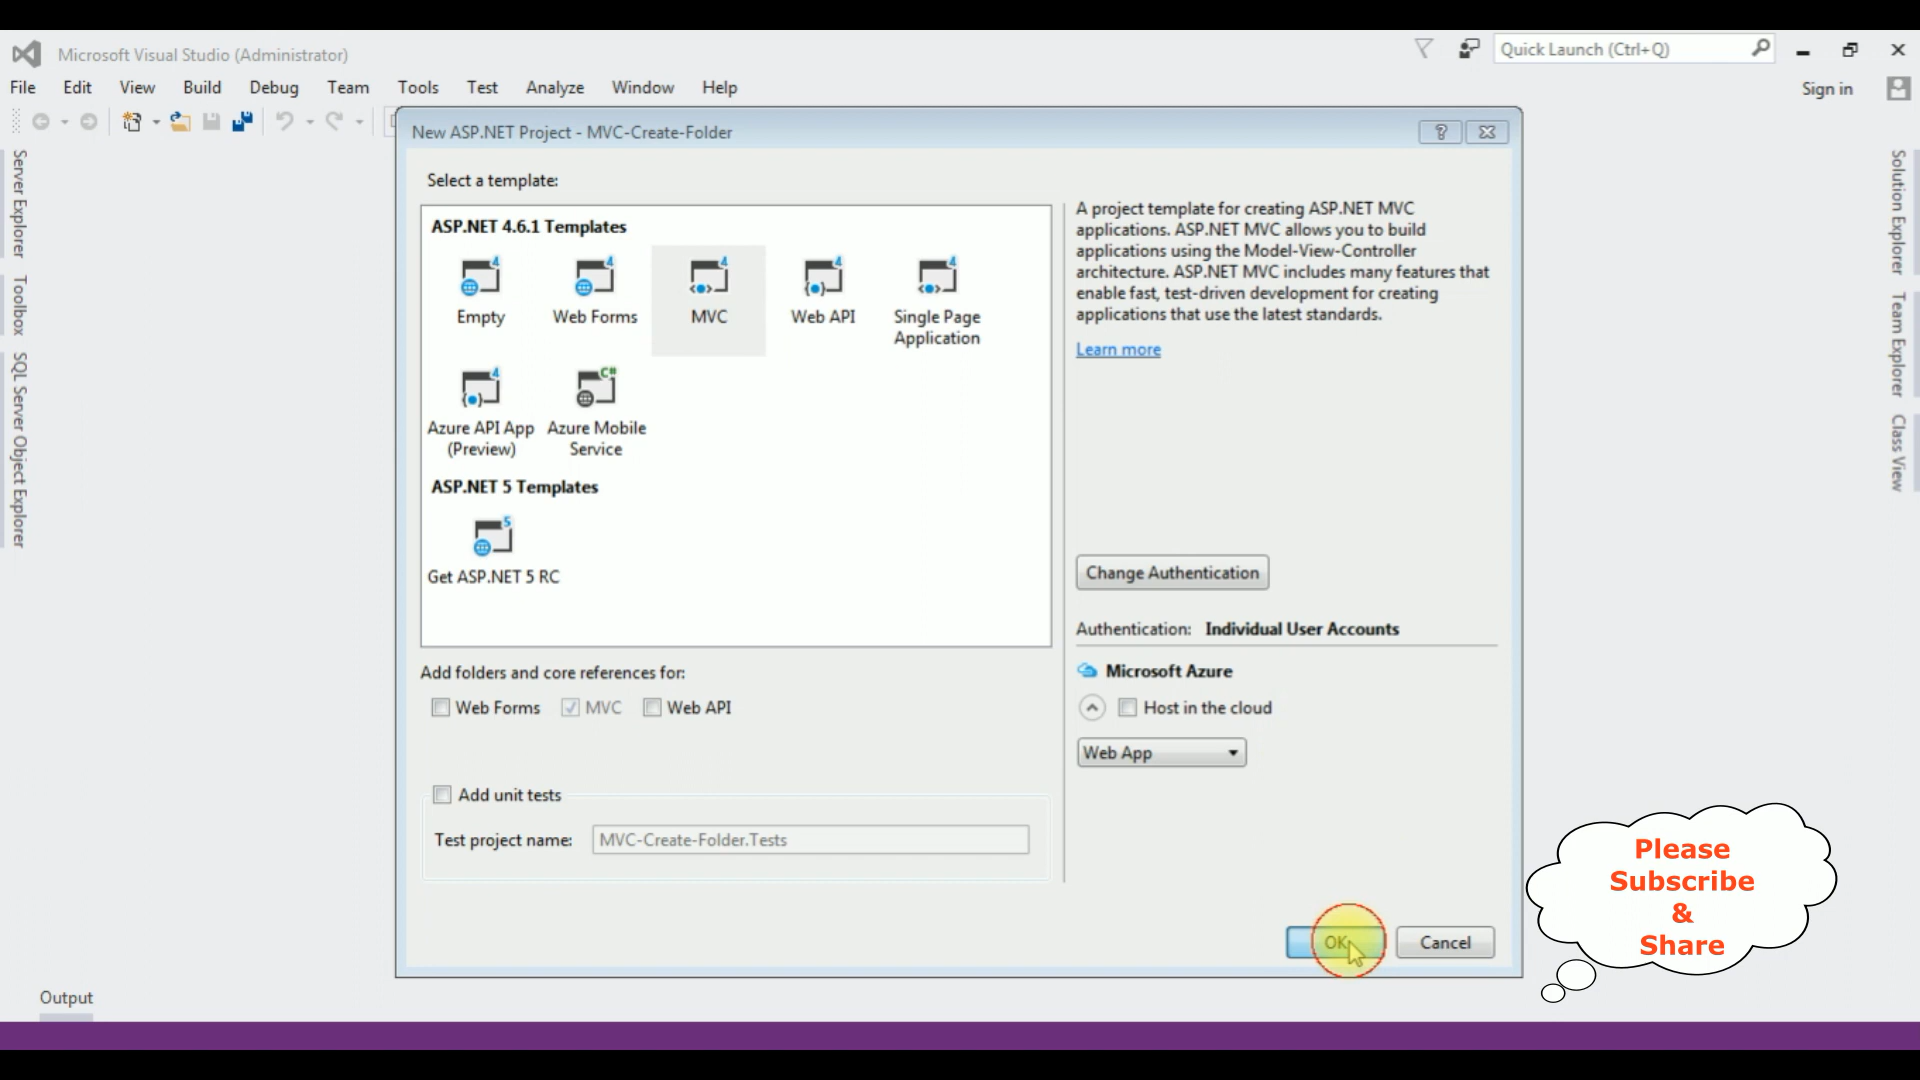 Microsoft Visual Studio (Administrator)
Quick Launch (Ctrl+Q)
File Edit View Build Debug Team Tools Test Analyze Window Help
Sign in
New ASP.NET Project - MVC-Create-Folder
?
Server Explorer
Toolbox
SQL Server Object Explorer
Select a template:
ASP.NET 4.6.1 Templates
4 4 4 4 4
Empty Web Forms MVC Web API Single Page
Application
4 C#
Azure API App Azure Mobile
(Preview) Service
ASP.NET 5 Templates
5
Get ASP.NET 5 RC
Add folders and core references for:
Web Forms MVC Web API
Add unit tests
Test project name: MVC-Create-Folder.Tests
A project template for creating ASP.NET MVC
applications. ASP.NET MVC allows you to build
applications using the Model-View-Controller
architecture. ASP.NET MVC includes many features that
enable fast, test-driven development for creating
applications that use the latest standards.
Learn more
Change Authentication
Authentication: Individual User Accounts
Microsoft Azure
Host in the cloud
Web App
OK Cancel
Solution Explorer
Team Explorer
Class View
Please
Subscribe
&
Share
Output